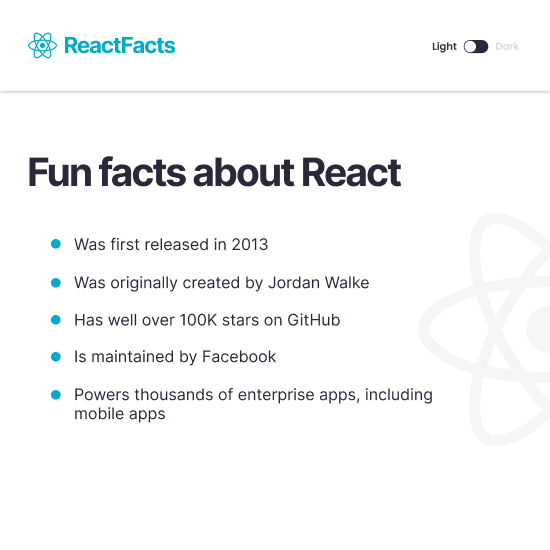 ReactFacts
Light
Dark
Fun facts about React
Was first released in 2013
Was originally created by Jordan Walke
Has well over 100K stars on GitHub
Is maintained by Facebook
Powers thousands of enterprise apps, including
mobile apps